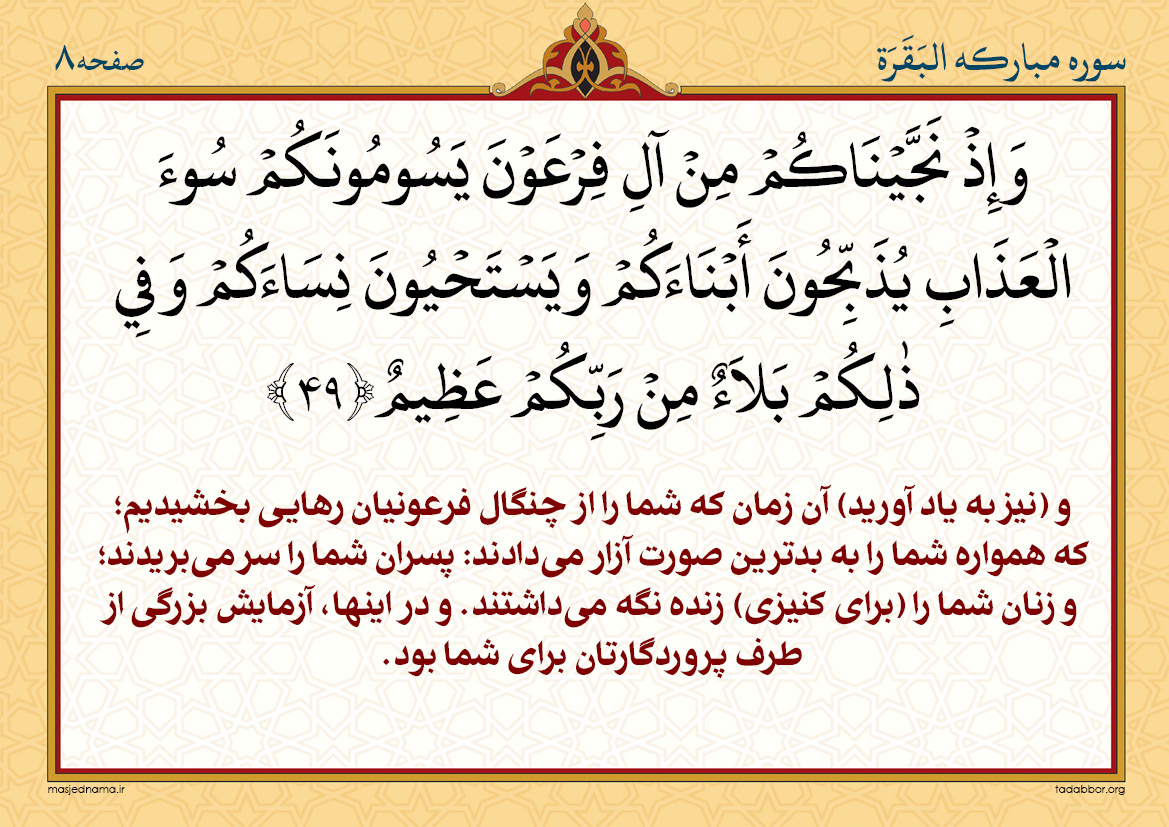 سوره مبارکه البَقَرَة
صفحه۸
وَإِذْ نَجَّيْنَاكُمْ مِنْ آلِ فِرْعَوْنَ يَسُومُونَكُمْ سُوءَ
الْعَذَابِ يُذَبِّحُونَ أَبْنَاءَكُمْ وَيَسْتَحْيُونَ نِسَاءَكُمْ وَفِي
ذَٰلِكُمْ بَلَاءٌ مِنْ رَبِّكُمْ عَظِيمٌ ﴿۴۹﴾
و (نیز به یاد آورید) آن زمان که شما را از چنگال فرعونیان رهایی بخشیدیم؛
که همواره شما را به بدترین صورت آزار می‌دادند: پسران شما را سر می‌بریدند؛
و زنان شما را (برای کنیزی) زنده نگه می‌داشتند. و در اینها، آزمایش بزرگی از
طرف پروردگارتان برای شما بود.
masjednama.ir
tadabbor.org